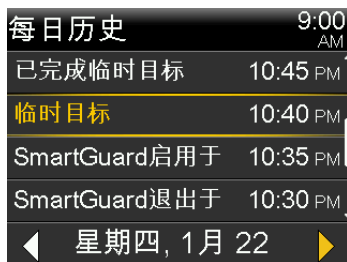 每日历史 9:00 AM
已完成临时目标 10:45 PM
临时目标 10:40 PM
SmartGuard启用于 10:35 PM
SmartGuard退出于 10:30 PM
星期四, 1月 22